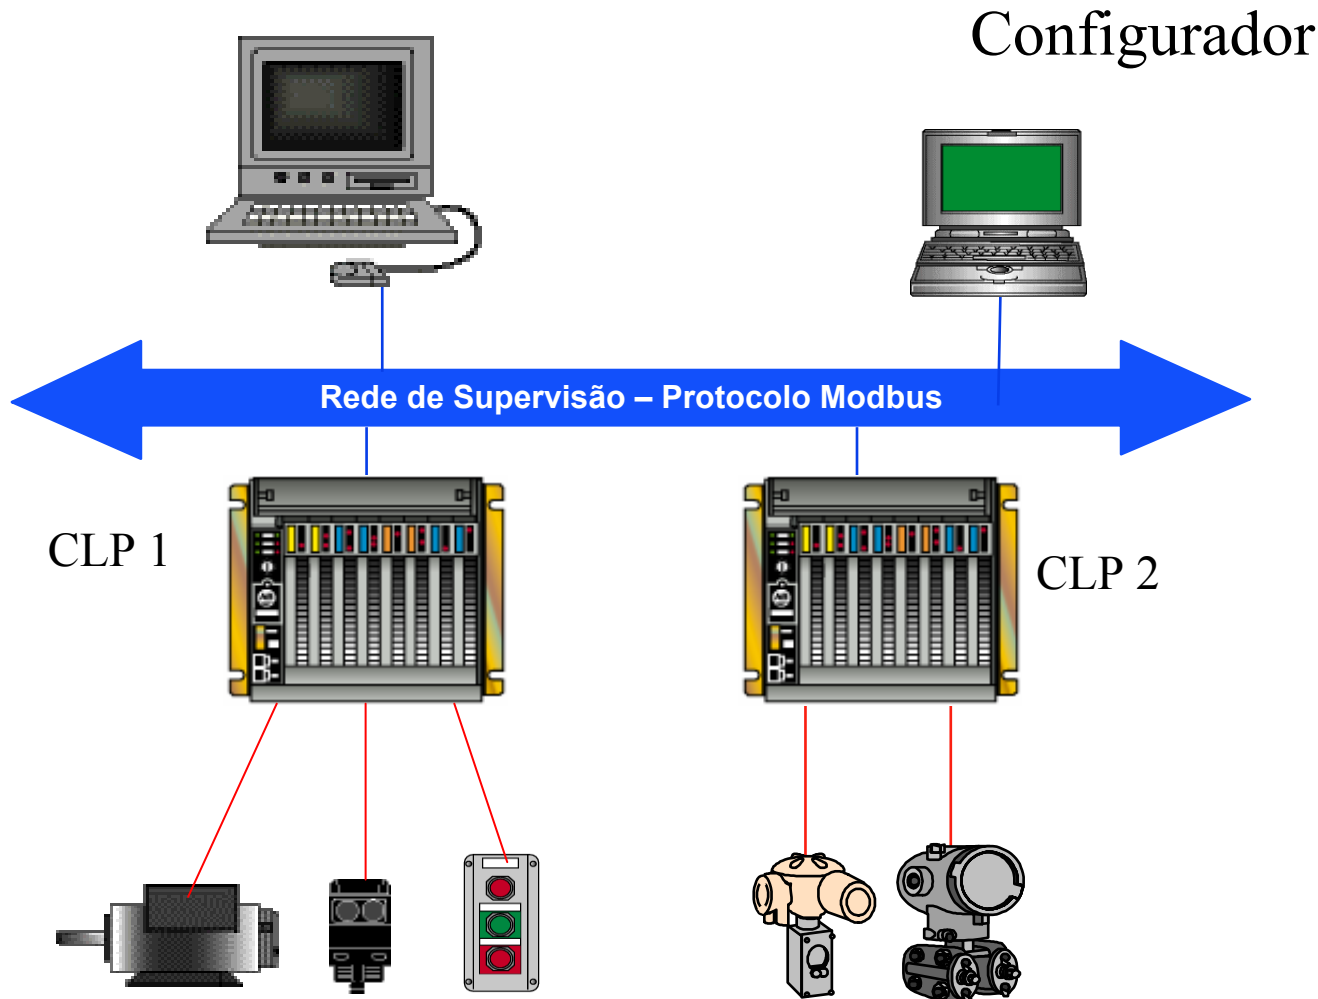 Configurador
Rede de Supervisão – Protocolo Modbus
CLP 1
CLP 2